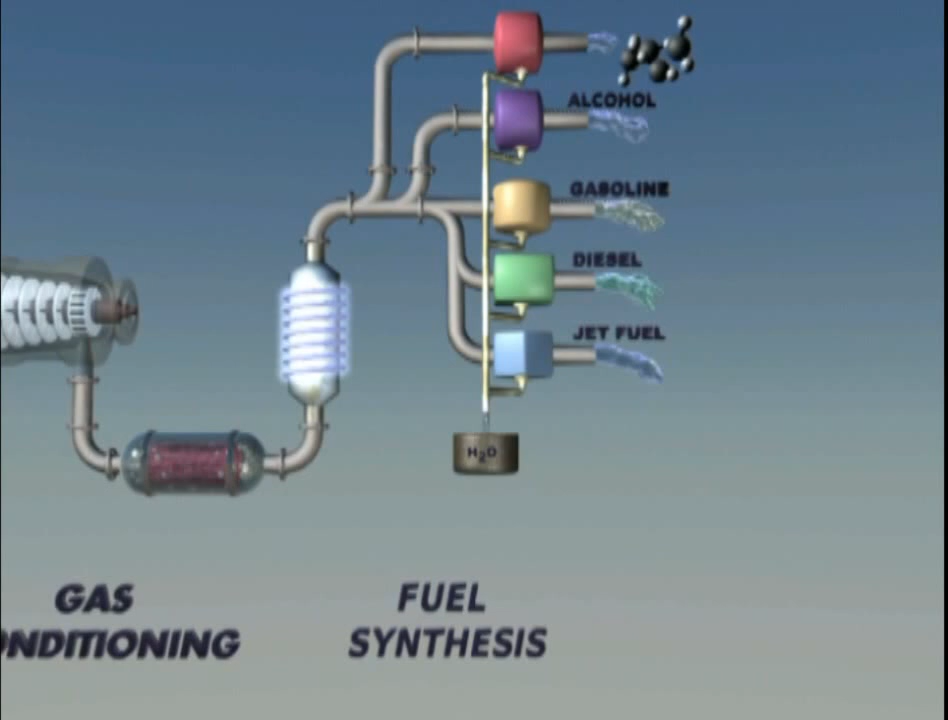 ALCOHOL
GASOLINE
DIESEL
JET FUEL
H₂O
GAS
ONDITIONING
FUEL
SYNTHESIS